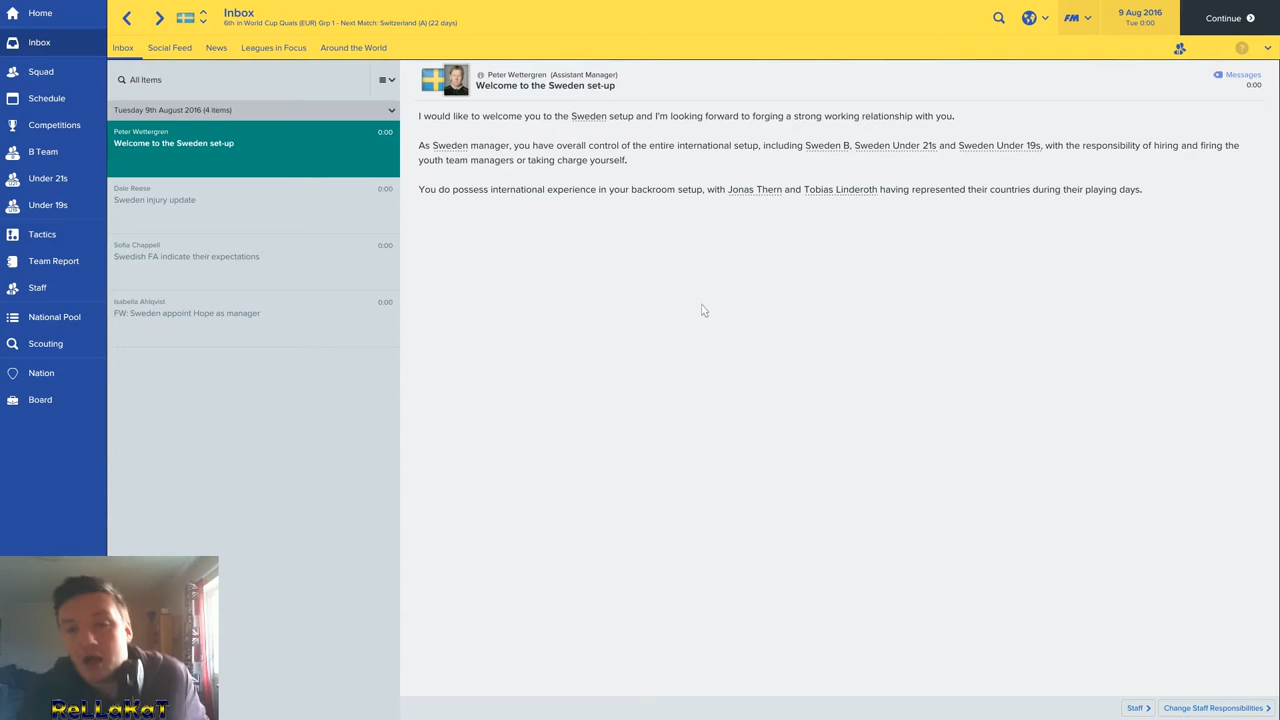 Home
Inbox
Squad
Schedule
Competitions
B Team
Under 21s
Under 19s
Tactics
Team Report
Staff
National Pool
Scouting
Nation
Board
Inbox
6th in World Cup Quals (EUR) Grp 1 - Next Match: Switzerland (A) (22 days)
FM
9 Aug 2016
Tue 0:00
Continue
Inbox
Social Feed
News
Leagues in Focus
Around the World
All Items
Tuesday 9th August 2016 (4 items)
Peter Wettergren 0:00
Welcome to the Sweden set-up
Dale Reese 0:00
Sweden injury update
Sofia Chappell 0:00
Swedish FA indicate their expectations
Isabella Ahlqvist 0:00
FW: Sweden appoint Hope as manager
Peter Wettergren (Assistant Manager)
Welcome to the Sweden set-up
Messages
0:00
I would like to welcome you to the Sweden setup and I'm looking forward to forging a strong working relationship with you.
As Sweden manager, you have overall control of the entire international setup, including Sweden B, Sweden Under 21s and Sweden Under 19s, with the responsibility of hiring and firing the
youth team managers or taking charge yourself.
You do possess international experience in your backroom setup, with Jonas Thern and Tobias Linderoth having represented their countries during their playing days.
Staff
Change Staff Responsibilities
ReLLaKaT